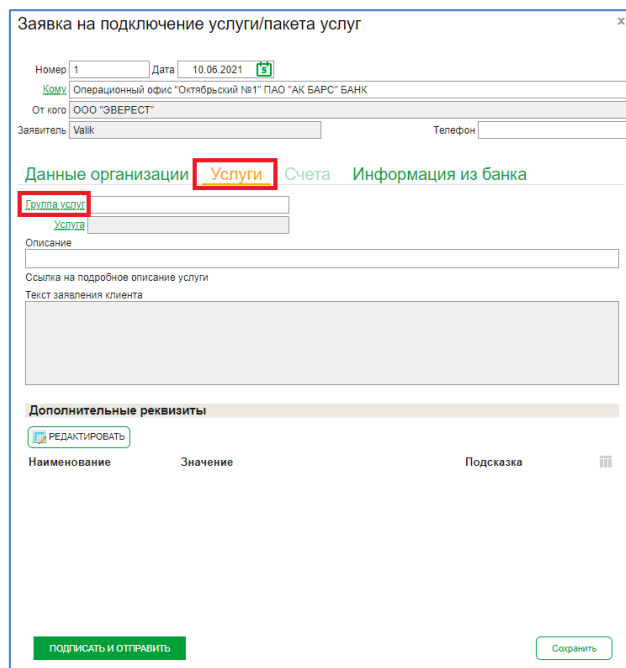 Заявка на подключение услуги/пакета услуг x
Номер 1 Дата 10.06.2021 5
Кому Операционный офис "Октябрьский №1" ПАО "АК БАРС" БАНК
От кого ООО "ЭВЕРЕСТ"
Заявитель Valik Телефон
Данные организации Услуги Счета Информация из банка
Группа услуг
Услуга
Описание
Ссылка на подробное описание услуги
Текст заявления клиента
Дополнительные реквизиты
РЕДАКТИРОВАТЬ
Наименование Значение Подсказка
ПОДПИСАТЬ И ОТПРАВИТЬ Сохранить